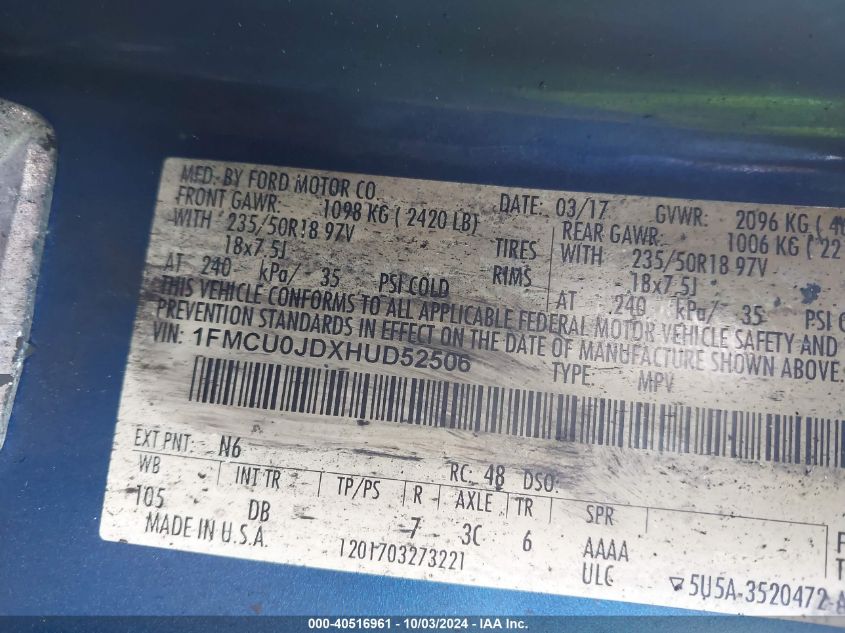 MFD. BY FORD MOTOR CO. DATE: 03/17 GVWR: 2096 KG
FRONT GAWR: 1098 KG ( 2420 LB) REAR GAWR: 1006 KG
WITH 235/50R18 97V TIRES WITH 235/50R18 97V
18x7.5J RIMS 18x7.5J
AT 240 kPa/ 35 PSI COLD AT 240 kPa/ 35 PSI
THIS VEHICLE CONFORMS TO ALL APPLICABLE FEDERAL MOTOR VEHICLE SAFETY AND
PREVENTION STANDARDS IN EFFECT ON THE DATE OF MANUFACTURE SHOWN ABOVE.
VIN: 1FMCU0JDXHUD52506 TYPE: MPV
EXT PNT: N6 RC: 48 DSO:
WB INT TR TP/PS R AXLE TR SPR
105 DB 7 3C 6 AAAA
MADE IN U.S.A. 1201703273221 ULC 5U5A-3520472-A
000-40516961 - 10/03/2024 - IAAI.com